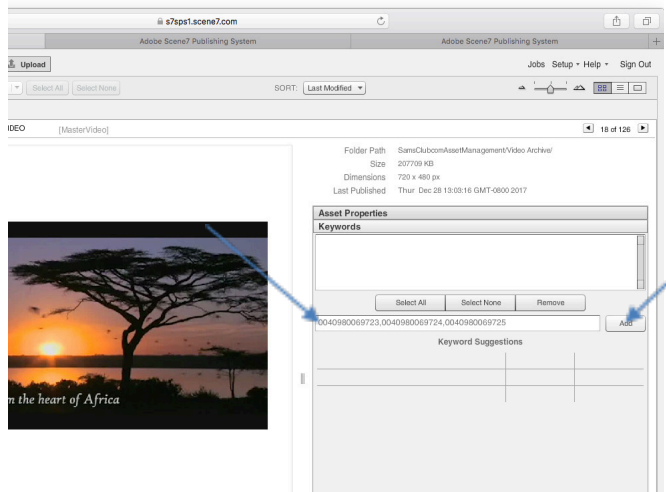 s7sps1.scene7.com
Adobe Scene7 Publishing System
Adobe Scene7 Publishing System
Upload
Jobs Setup Help Sign Out
Select All Select None
SORT: Last Modified
[MasterVideo]
18 of 126
Folder Path SamsClubcomAssetManagement/Video Archive/
Size 207709 KB
Dimensions 720 x 480 px
Last Published Thur Dec 28 13:03:16 GMT-0800 2017
Asset Properties
Keywords
Select All Select None Remove
0040980069723,0040980069724,0040980069725
Add
Keyword Suggestions
the heart of Africa